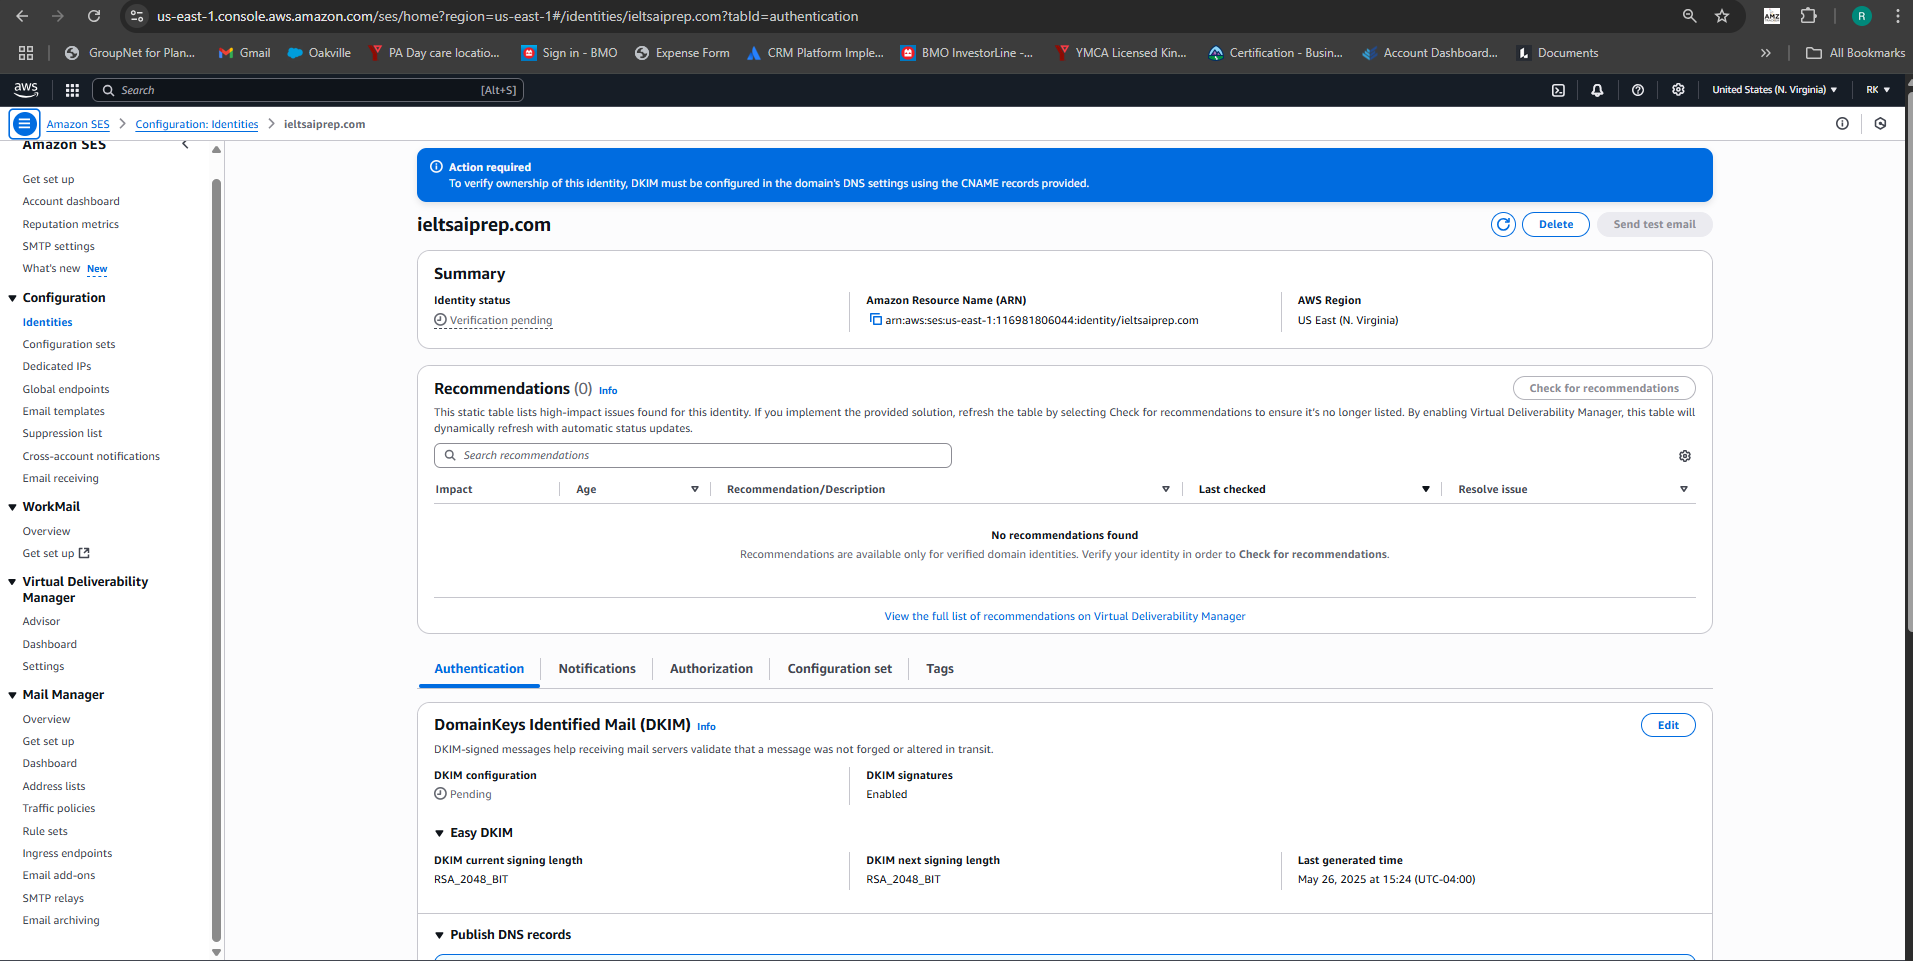 us-east-1.console.aws.amazon.com/ses/home?region=us-east-1#/identities/ieltsaiprep.com?tabId=authentication
AMZ
R
GroupNet for Plan...
Gmail
Oakville
PA Day care locatio...
Sign in - BMO
Expense Form
CRM Platform Imple...
BMO InvestorLine -...
YMCA Licensed Kin...
Certification - Busin...
Account Dashboard...
Documents
All Bookmarks
aws
Search
[Alt+S]
United States (N. Virginia)
RK
Amazon SES
Configuration: Identities
ieltsaiprep.com
Amazon SES
Get set up
Account dashboard
Reputation metrics
SMTP settings
What's new New
Configuration
Identities
Configuration sets
Dedicated IPs
Global endpoints
Email templates
Suppression list
Cross-account notifications
Email receiving
WorkMail
Overview
Get set up
Virtual Deliverability
Manager
Advisor
Dashboard
Settings
Mail Manager
Overview
Get set up
Dashboard
Address lists
Traffic policies
Rule sets
Ingress endpoints
Email add-ons
SMTP relays
Email archiving
Action required
To verify ownership of this identity, DKIM must be configured in the domain's DNS settings using the CNAME records provided.
ieltsaiprep.com
Delete
Send test email
Summary
Identity status
Verification pending
Amazon Resource Name (ARN)
arn:aws:ses:us-east-1:116981806044:identity/ieltsaiprep.com
AWS Region
US East (N. Virginia)
Recommendations (0) Info
Check for recommendations
This static table lists high-impact issues found for this identity. If you implement the provided solution, refresh the table by selecting Check for recommendations to ensure it's no longer listed. By enabling Virtual Deliverability Manager, this table will
dynamically refresh with automatic status updates.
Search recommendations
Impact
Age
Recommendation/Description
Last checked
Resolve issue
No recommendations found
Recommendations are available only for verified domain identities. Verify your identity in order to Check for recommendations.
View the full list of recommendations on Virtual Deliverability Manager
Authentication
Notifications
Authorization
Configuration set
Tags
DomainKeys Identified Mail (DKIM) Info
Edit
DKIM-signed messages help receiving mail servers validate that a message was not forged or altered in transit.
DKIM configuration
Pending
DKIM signatures
Enabled
Easy DKIM
DKIM current signing length
RSA_2048_BIT
DKIM next signing length
RSA_2048_BIT
Last generated time
May 26, 2025 at 15:24 (UTC-04:00)
Publish DNS records